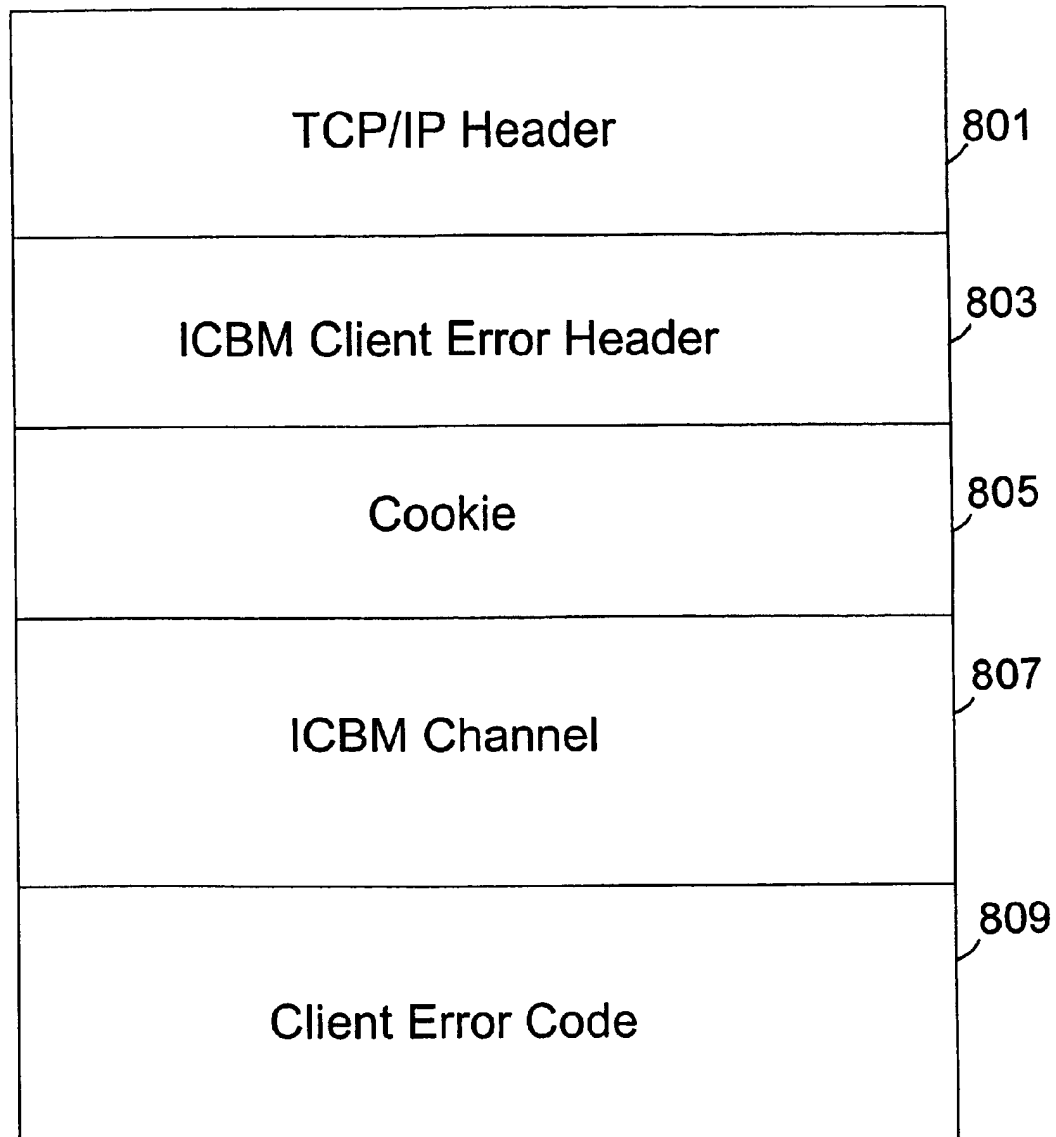 TCP/IP Header
801
ICBM Client Error Header
803
Cookie
805
ICBM Channel
807
Client Error Code
809